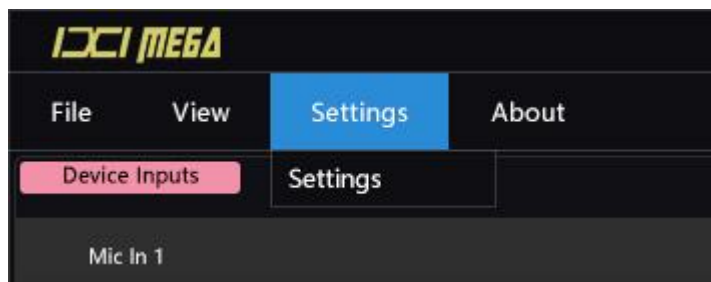 IXI MEGA
File View Settings About
Device Inputs Settings
Mic In 1